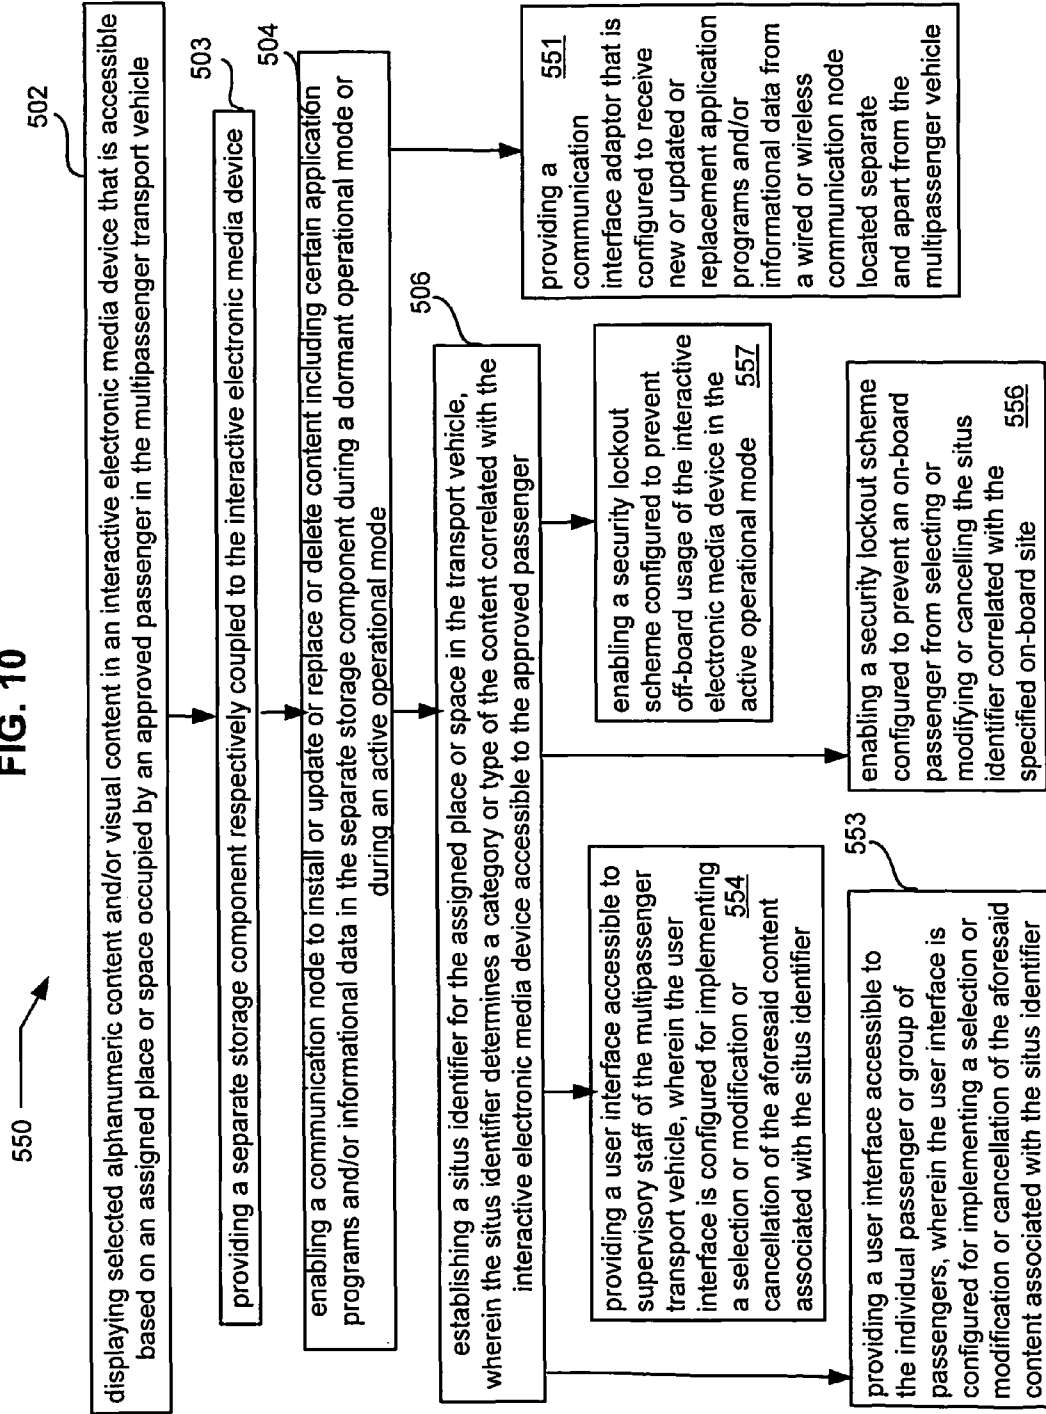 FIG. 10
550
502
displaying selected alphanumeric content and/or visual content in an interactive electronic media device that is accessible
based on an assigned place or space occupied by an approved passenger in the multipassenger transport vehicle
503
providing a separate storage component respectively coupled to the interactive electronic media device
504
enabling a communication node to install or update or replace or delete content including certain application
programs and/or informational data in the separate storage component during a dormant operational mode or
during an active operational mode
506
establishing a situs identifier for the assigned place or space in the transport vehicle,
wherein the situs identifier determines a category or type of the content correlated with the
interactive electronic media device accessible to the approved passenger
providing a 551
communication
interface adaptor that is
configured to receive
new or updated or
replacement application
programs and/or
informational data from
a wired or wireless
communication node
located separate
and apart from the
multipassenger vehicle
providing a user interface accessible to
supervisory staff of the multipassenger
transport vehicle, wherein the user
interface is configured for implementing
a selection or modification or 554
cancellation of the aforesaid content
associated with the situs identifier
enabling a security lockout
scheme configured to prevent
off-board usage of the interactive
electronic media device in the
active operational mode 557
553
providing a user interface accessible to
the individual passenger or group of
passengers, wherein the user interface is
configured for implementing a selection or
modification or cancellation of the aforesaid
content associated with the situs identifier
enabling a security lockout scheme
configured to prevent an on-board
passenger from selecting or
modifying or cancelling the situs
identifier correlated with the
specified on-board site 556